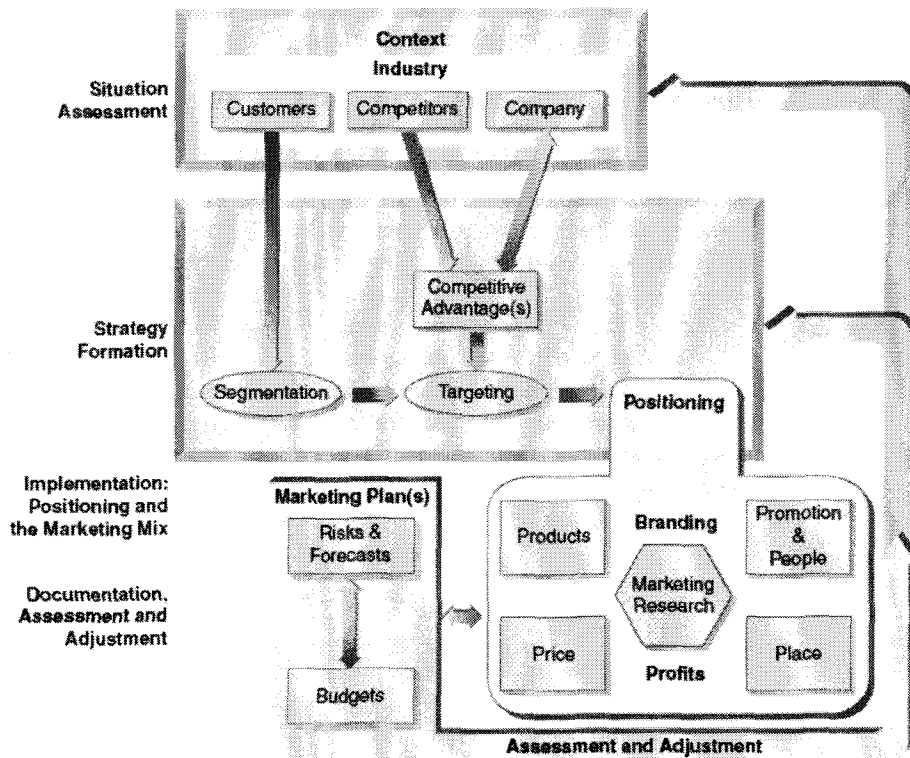 Context
Industry
Situation
Assessment
Customers
Competitors
Company
Competitive
Advantage(s)
Strategy
Formation
Segmentation
Targeting
Positioning
Implementation:
Positioning and
the Marketing Mix
Marketing Plan(s)
Risks &
Forecasts
Products
Branding
Promotion
&
People
Marketing
Research
Documentation,
Assessment and
Adjustment
Budgets
Price
Profits
Place
Assessment and Adjustment